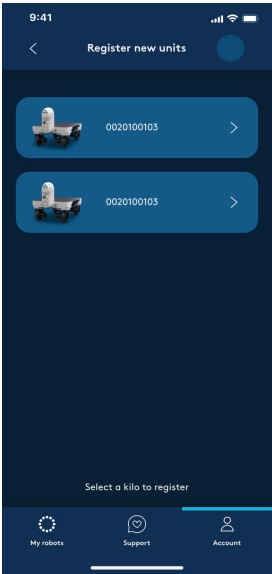 9:41
Register new units
0020100103
0020100103
Select a kilo to register
My robots
Support
Account